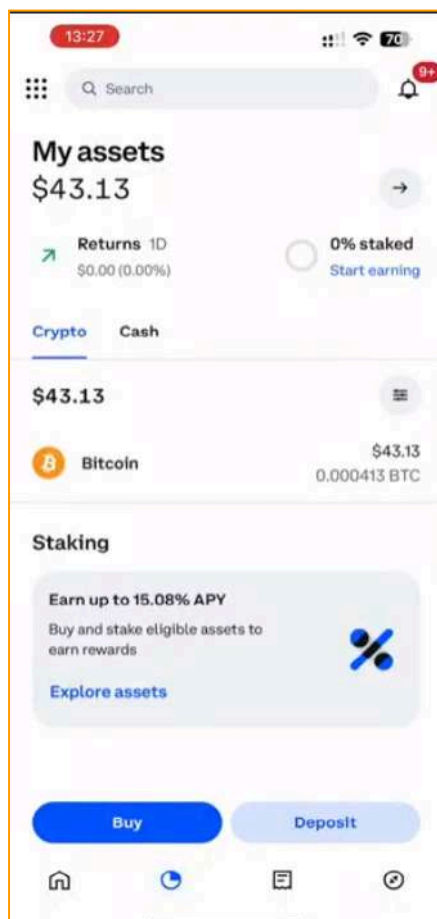 13:27
70
Search
9+
My assets
$43.13
Returns 1D
$0.00 (0.00%)
0% staked
Start earning
Crypto
Cash
$43.13
Bitcoin
$43.13
0.000413 BTC
Staking
Earn up to 15.08% APY
Buy and stake eligible assets to
earn rewards
Explore assets
Buy
Deposit